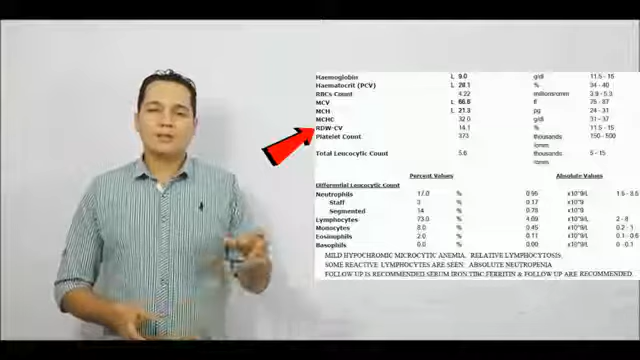 Haemoglobin L 9.0 g/dl 11.5 - 15
Haematocrit (PCV) L 28.1 % 34 - 40
RBCs Count 4.22 millions/cmm 3.9 - 5.3
MCV L 66.6 fl 75 - 87
MCH L 21.3 pg 24 - 31
MCHC 32.0 g/dl 31 - 37
RDW-CV 14.1 % 11.5 - 15
Platelet Count 373 thousands 150 - 500
/cmm
Total Leucocytic Count 5.6 thousands 5 - 15
/cmm
Percent Values Absolute Values
Differential Leucocytic Count
Neutrophils 17.0 % 0.95 x10^9/L 1.5 - 8.5
Staff 3 % 0.17 x10^9
Segmented 14 % 0.78 x10^9
Lymphocytes 73.0 % 4.09 x10^9/L 2 - 8
Monocytes 8.0 % 0.45 x10^9/L 0.2 - 1
Eosinophils 2.0 % 0.11 x10^9/L 0.1 - 0.6
Basophils 0.0 % 0.00 x10^9/L 0 - 0.1
MILD HYPOCHROMIC MICROCYTIC ANEMIA. RELATIVE LYMPHOCYTOSIS.
SOME REACTIVE LYMPHOCYTES ARE SEEN. ABSOLUTE NEUTROPENIA
FOLLOW UP IS RECOMMENDED.SERUM IRON.TIBC.FERRITIN & FOLLOW UP ARE RECOMMENDED.